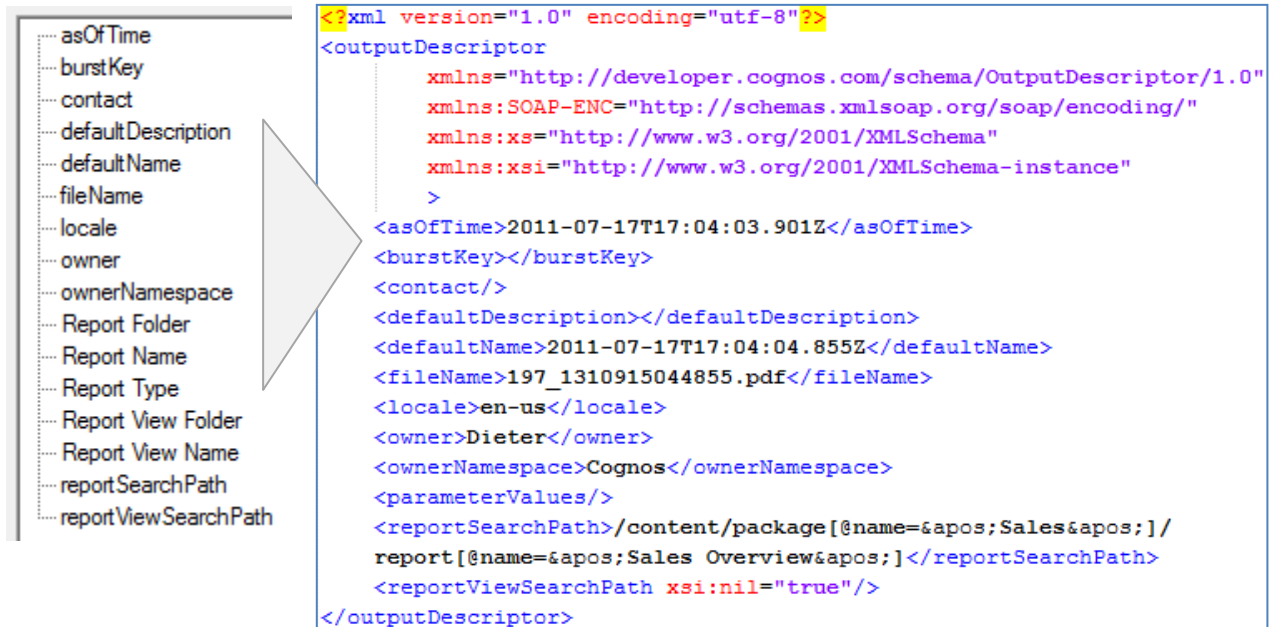 asOfTime
burstKey
contact
defaultDescription
defaultName
fileName
locale
owner
ownerNamespace
Report Folder
Report Name
Report Type
Report View Folder
Report View Name
reportSearchPath
reportViewSearchPath
<?xml version="1.0" encoding="utf-8"?>
<outputDescriptor
xmlns="http://developer.cognos.com/schema/OutputDescriptor/1.0"
xmlns:SOAP-ENC="http://schemas.xmlsoap.org/soap/encoding/"
xmlns:xs="http://www.w3.org/2001/XMLSchema"
xmlns:xsi="http://www.w3.org/2001/XMLSchema-instance"
>
<asOfTime>2011-07-17T17:04:03.901Z</asOfTime>
<burstKey></burstKey>
<contact/>
<defaultDescription></defaultDescription>
<defaultName>2011-07-17T17:04:04.855Z</defaultName>
<fileName>197_1310915044855.pdf</fileName>
<locale>en-us</locale>
<owner>Dieter</owner>
<ownerNamespace>Cognos</ownerNamespace>
<parameterValues/>
<reportSearchPath>/content/package[@name=&apos;Sales&apos;]/
report[@name=&apos;Sales Overview&apos;]</reportSearchPath>
<reportViewSearchPath xsi:nil="true"/>
</outputDescriptor>